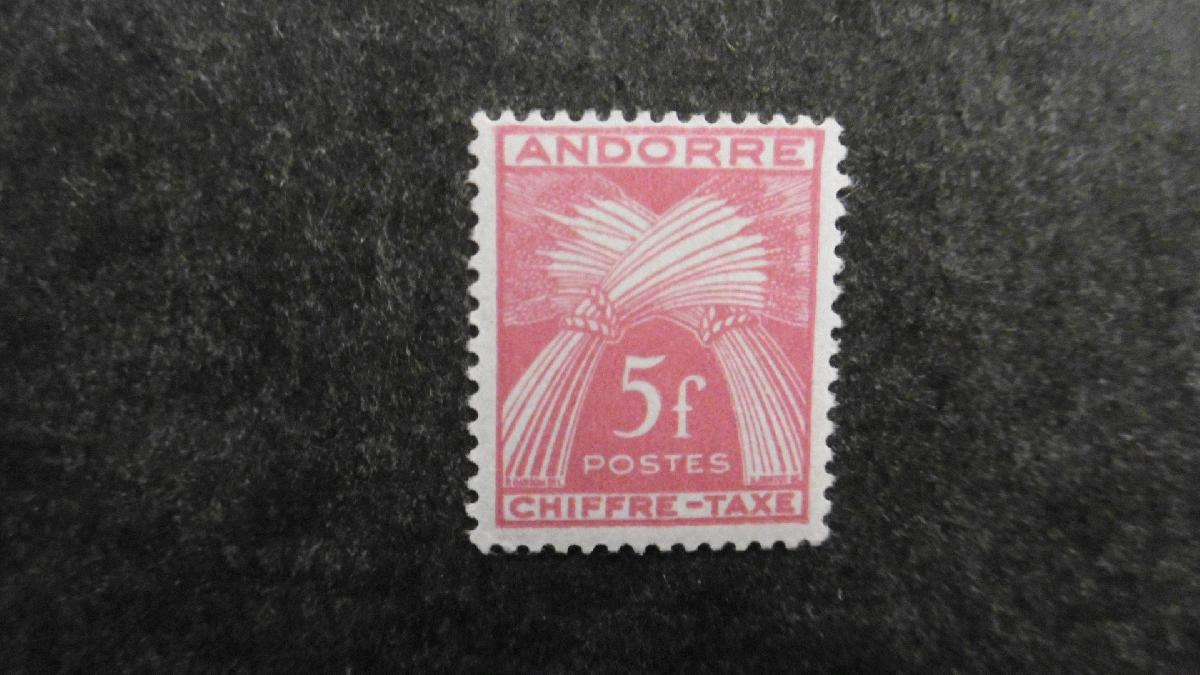 ANDORRE
5f
POSTES
CHIFFRE-TAXE